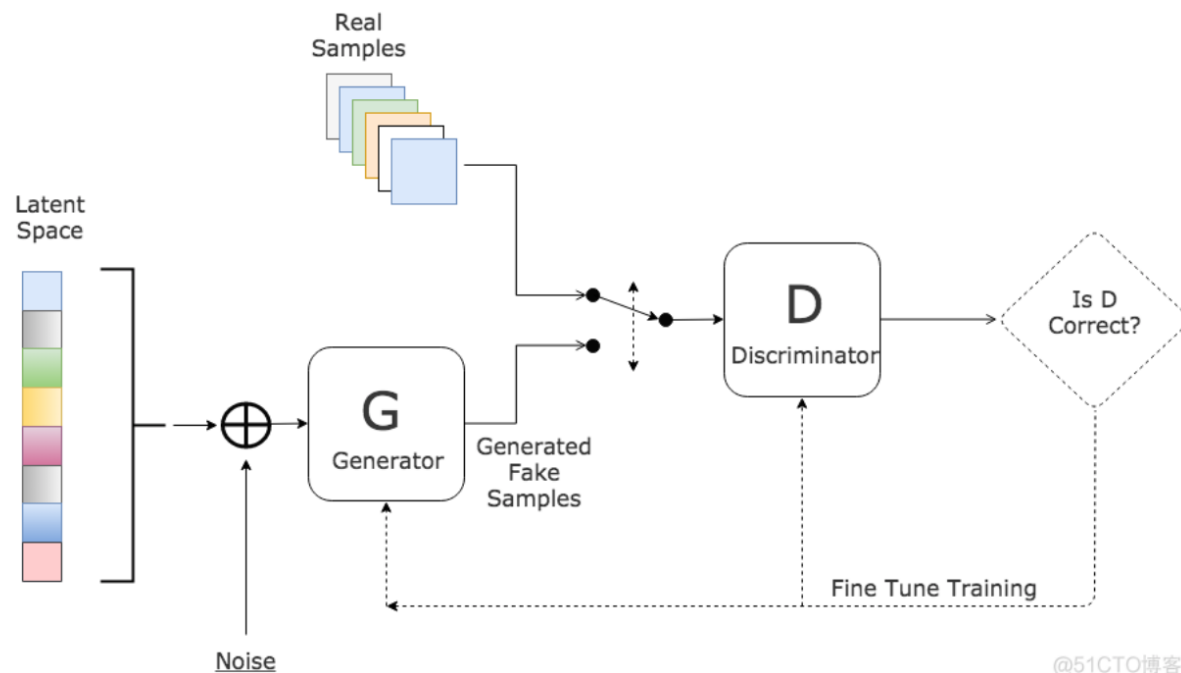 Real
Samples
Latent
Space
G
Generator
Generated
Fake
Samples
D
Discriminator
Is D
Correct?
Fine Tune Training
Noise
@51CTO博客